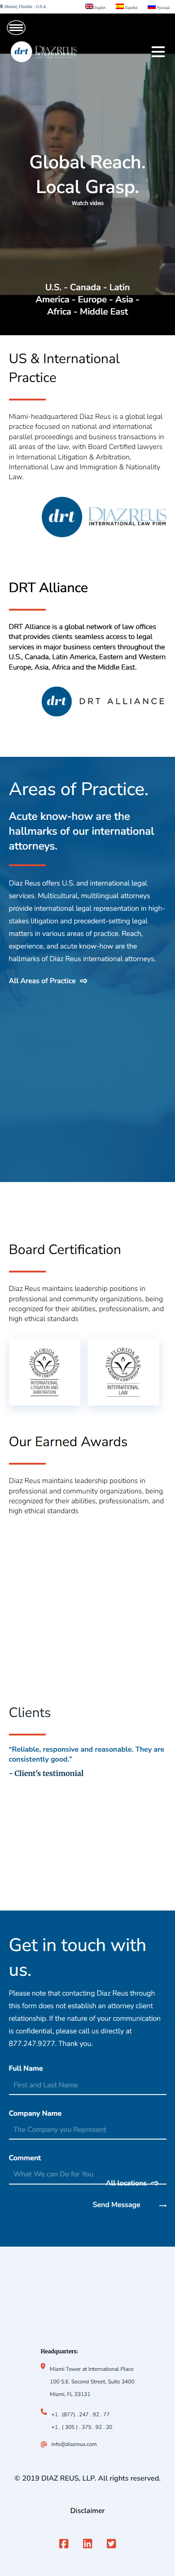 Miami, Florida - U.S.A.
English
Español
Русский
drt DIAZREUS
INTERNATIONAL LAW FIRM
Global Reach.
Local Grasp.
Watch video
U.S. - Canada - Latin
America - Europe - Asia -
Africa - Middle East
US & International
Practice
Miami-headquartered Diaz Reus is a global legal
practice focused on national and international
parallel proceedings and business transactions in
all areas of the law, with Board Certified lawyers
in International Litigation & Arbitration,
International Law and Immigration & Nationality
Law.
drt DIAZREUS
INTERNATIONAL LAW FIRM
DRT Alliance
DRT Alliance is a global network of law offices
that provides clients seamless access to legal
services in major business centers throughout the
U.S., Canada, Latin America, Eastern and Western
Europe, Asia, Africa and the Middle East.
drt DRT ALLIANCE
Areas of Practice.
Acute know-how are the
hallmarks of our international
attorneys.
Diaz Reus offers U.S. and international legal
services. Multicultural, multilingual attorneys
provide international legal representation in high-
stakes litigation and precedent-setting legal
matters in various areas of practice. Reach,
experience, and acute know-how are the
hallmarks of Diaz Reus international attorneys.
All Areas of Practice
Board Certification
Diaz Reus maintains leadership positions in
professional and community organizations, being
recognized for their abilities, professionalism, and
high ethical standards
THE FLORIDA BAR
BOARD CERTIFIED
INTERNATIONAL
LITIGATION AND
ARBITRATION
THE FLORIDA BAR
BOARD CERTIFIED
INTERNATIONAL
LAW
Our Earned Awards
Diaz Reus maintains leadership positions in
professional and community organizations, being
recognized for their abilities, professionalism, and
high ethical standards
Clients
“Reliable, responsive and reasonable. They are
consistently good.”
- Client's testimonial
Get in touch with
us.
Please note that contacting Diaz Reus through
this form does not establish an attorney client
relationship. If the nature of your communication
is confidential, please call us directly at
877.247.9277. Thank you.
Full Name
First and Last Name
Company Name
The Company you Represent
Comment
What We can Do for You
All locations
Send Message
Headquarters:
Miami Tower at International Place
100 S.E. Second Street, Suite 3400
Miami, FL 33131
+1 . (877) . 247 . 92 . 77
+1 . ( 305 ) . 375 . 92 . 20
info@diazreus.com
© 2019 DIAZ REUS, LLP. All rights reserved.
Disclaimer